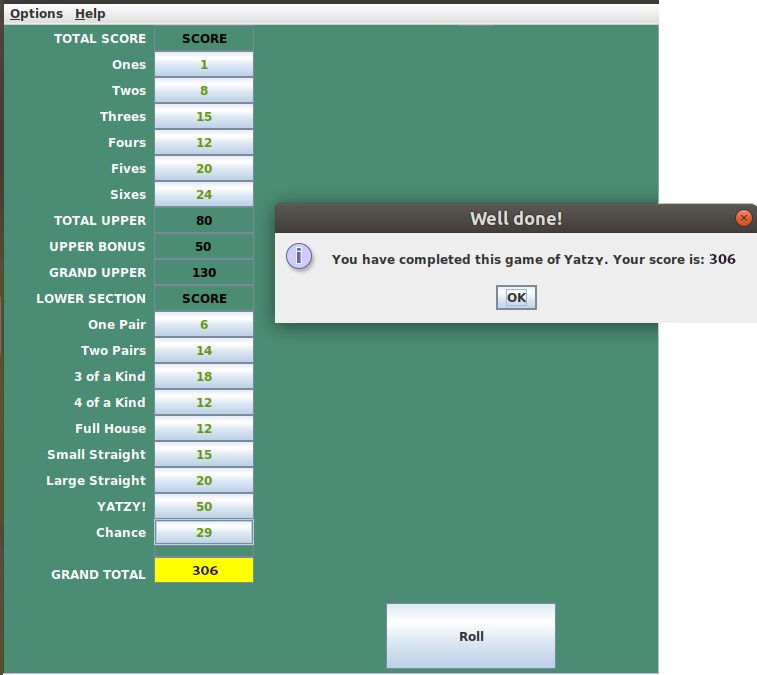 Options Help
TOTAL SCORE SCORE
Ones 1
Twos 8
Threes 15
Fours 12
Fives 20
Sixes 24
TOTAL UPPER 80
UPPER BONUS 50
GRAND UPPER 130
LOWER SECTION SCORE
One Pair 6
Two Pairs 14
3 of a Kind 18
4 of a Kind 12
Full House 12
Small Straight 15
Large Straight 20
YATZY! 50
Chance 29
GRAND TOTAL 306
Well done!
You have completed this game of Yatzy. Your score is: 306
OK
Roll